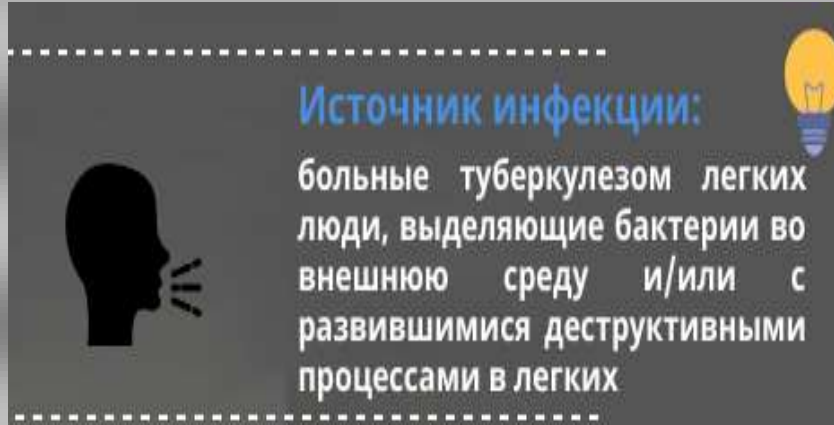 Источник инфекции:
больные туберкулезом легких
люди, выделяющие бактерии во
внешнюю среду и/или с
развившимися деструктивными
процессами в легких